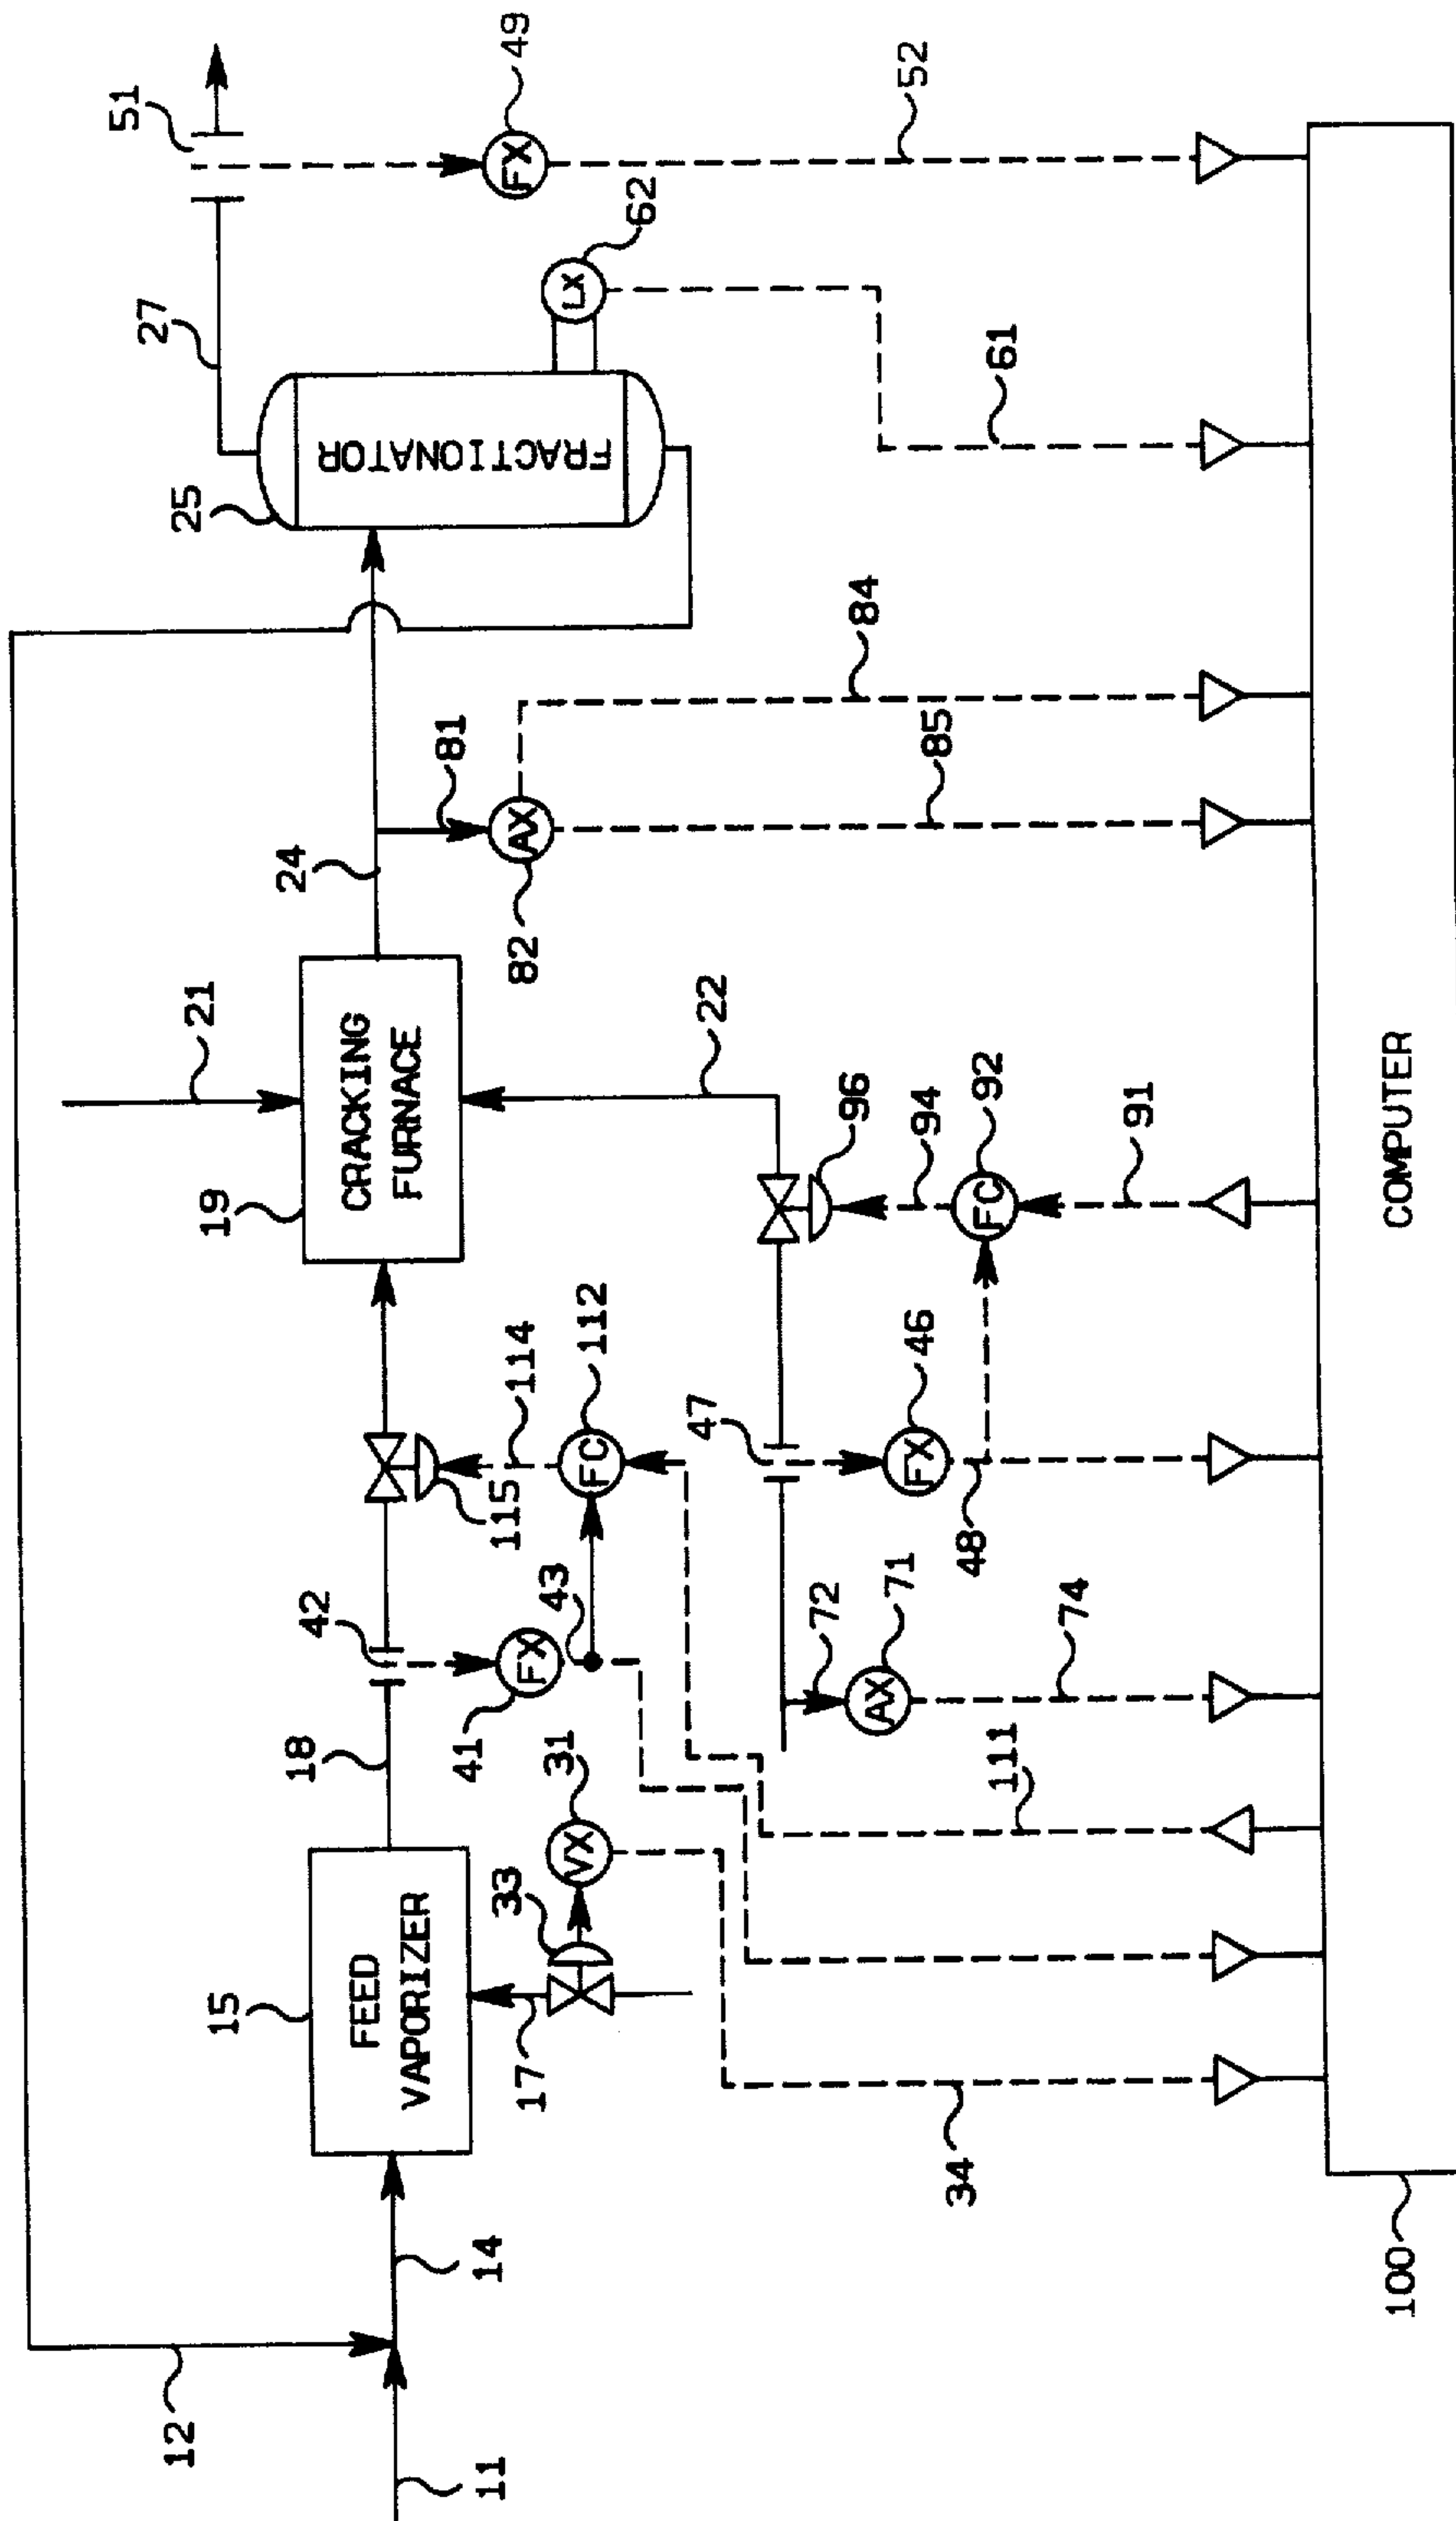 51
49
FX
52
27
62
LX
61
25
FRACTIONATOR
84
81
24
AX
82
85
21
19
CRACKING
FURNACE
22
96
94
92
FC
91
112
114
FC
115
47
46
FX
48
42
43
FX
41
18
72
71
AX
74
111
31
VX
33
15
FEED
VAPORIZER
17
34
14
12
11
COMPUTER
100